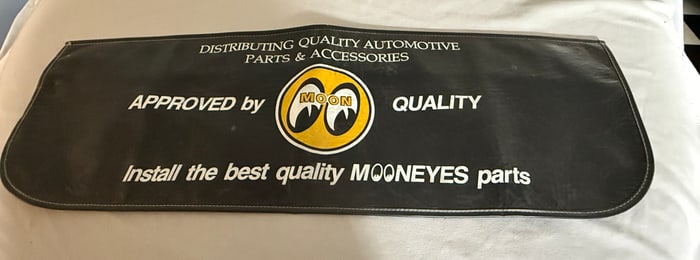 DISTRIBUTING QUALITY AUTOMOTIVE
PARTS & ACCESSORIES
APPROVED by MOON QUALITY
Install the best quality MOONEYES parts